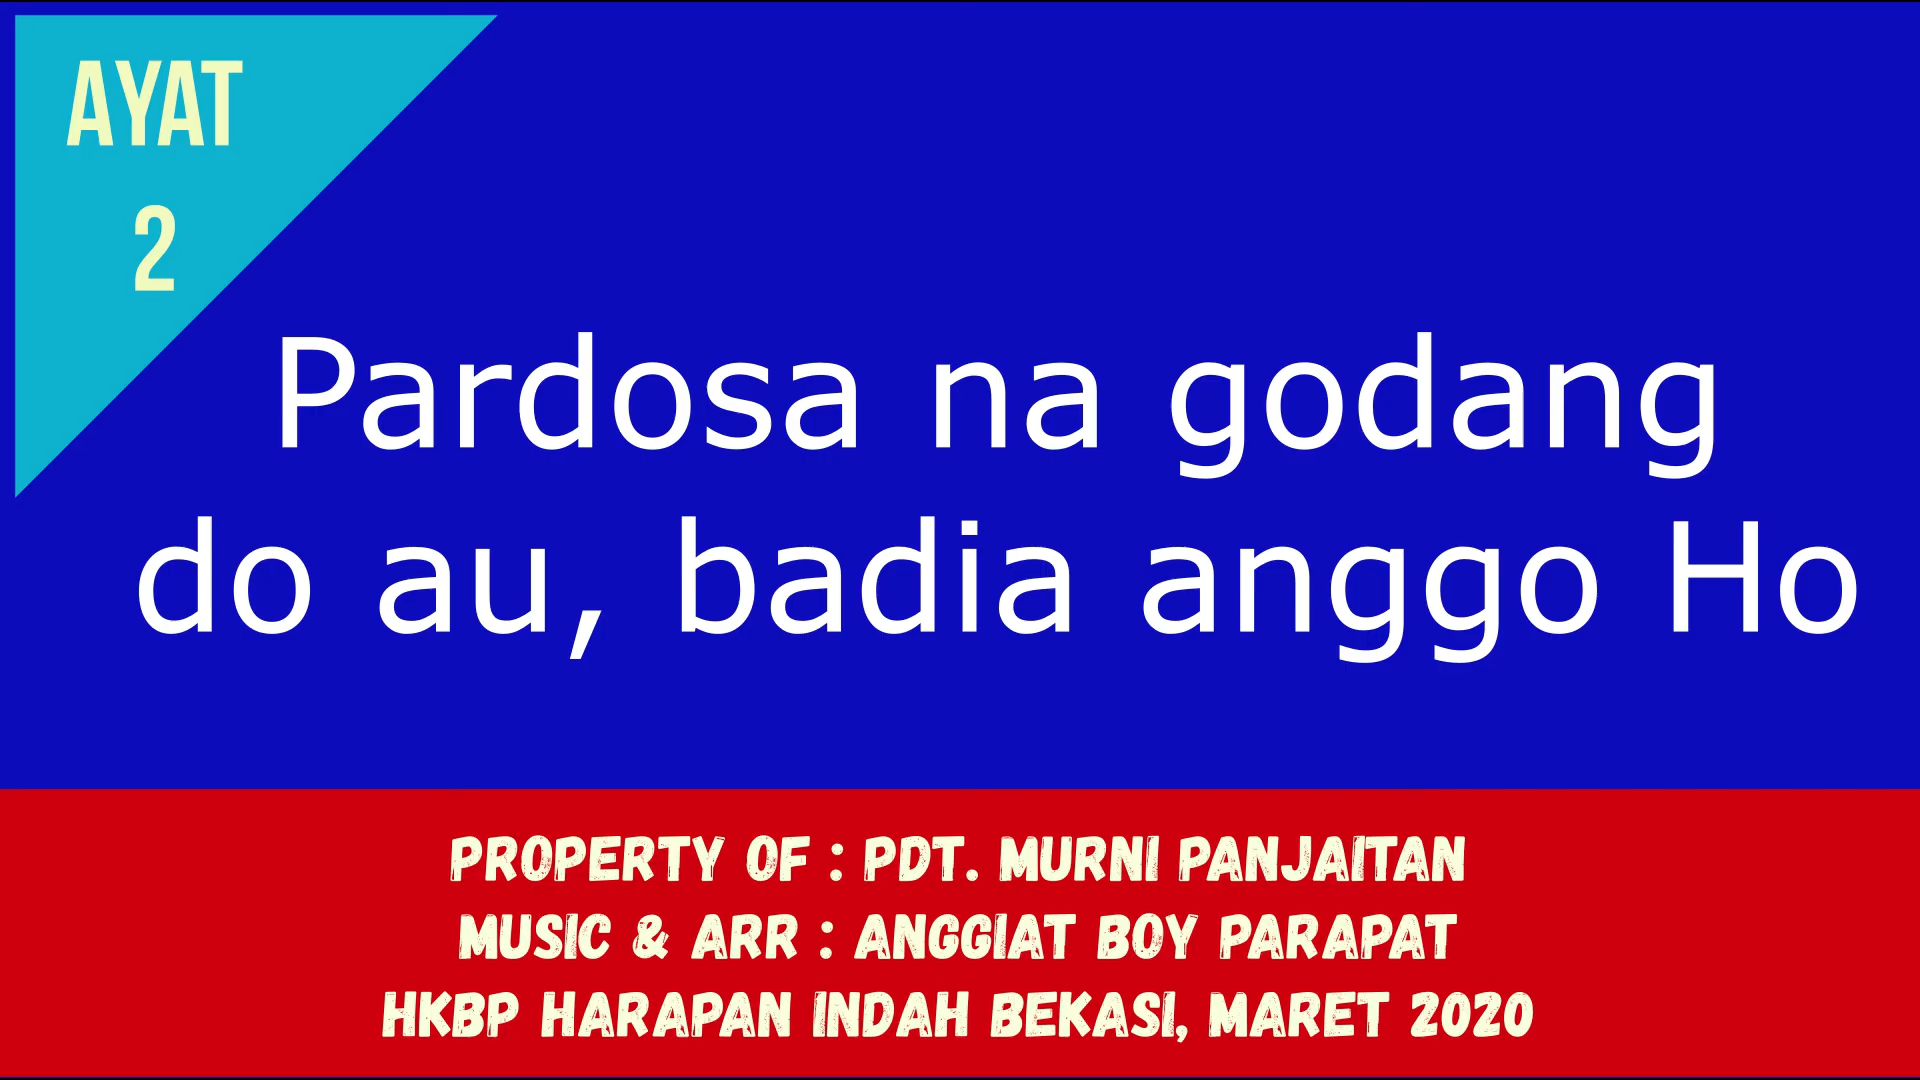 AYAT
2
Pardosa na godang
do au, badia anggo Ho
PROPERTY OF : PDT. MURNI PANJAITAN
MUSIC & ARR : ANGGIAT BOY PARAPAT
HKBP HARAPAN INDAH BEKASI, MARET 2020